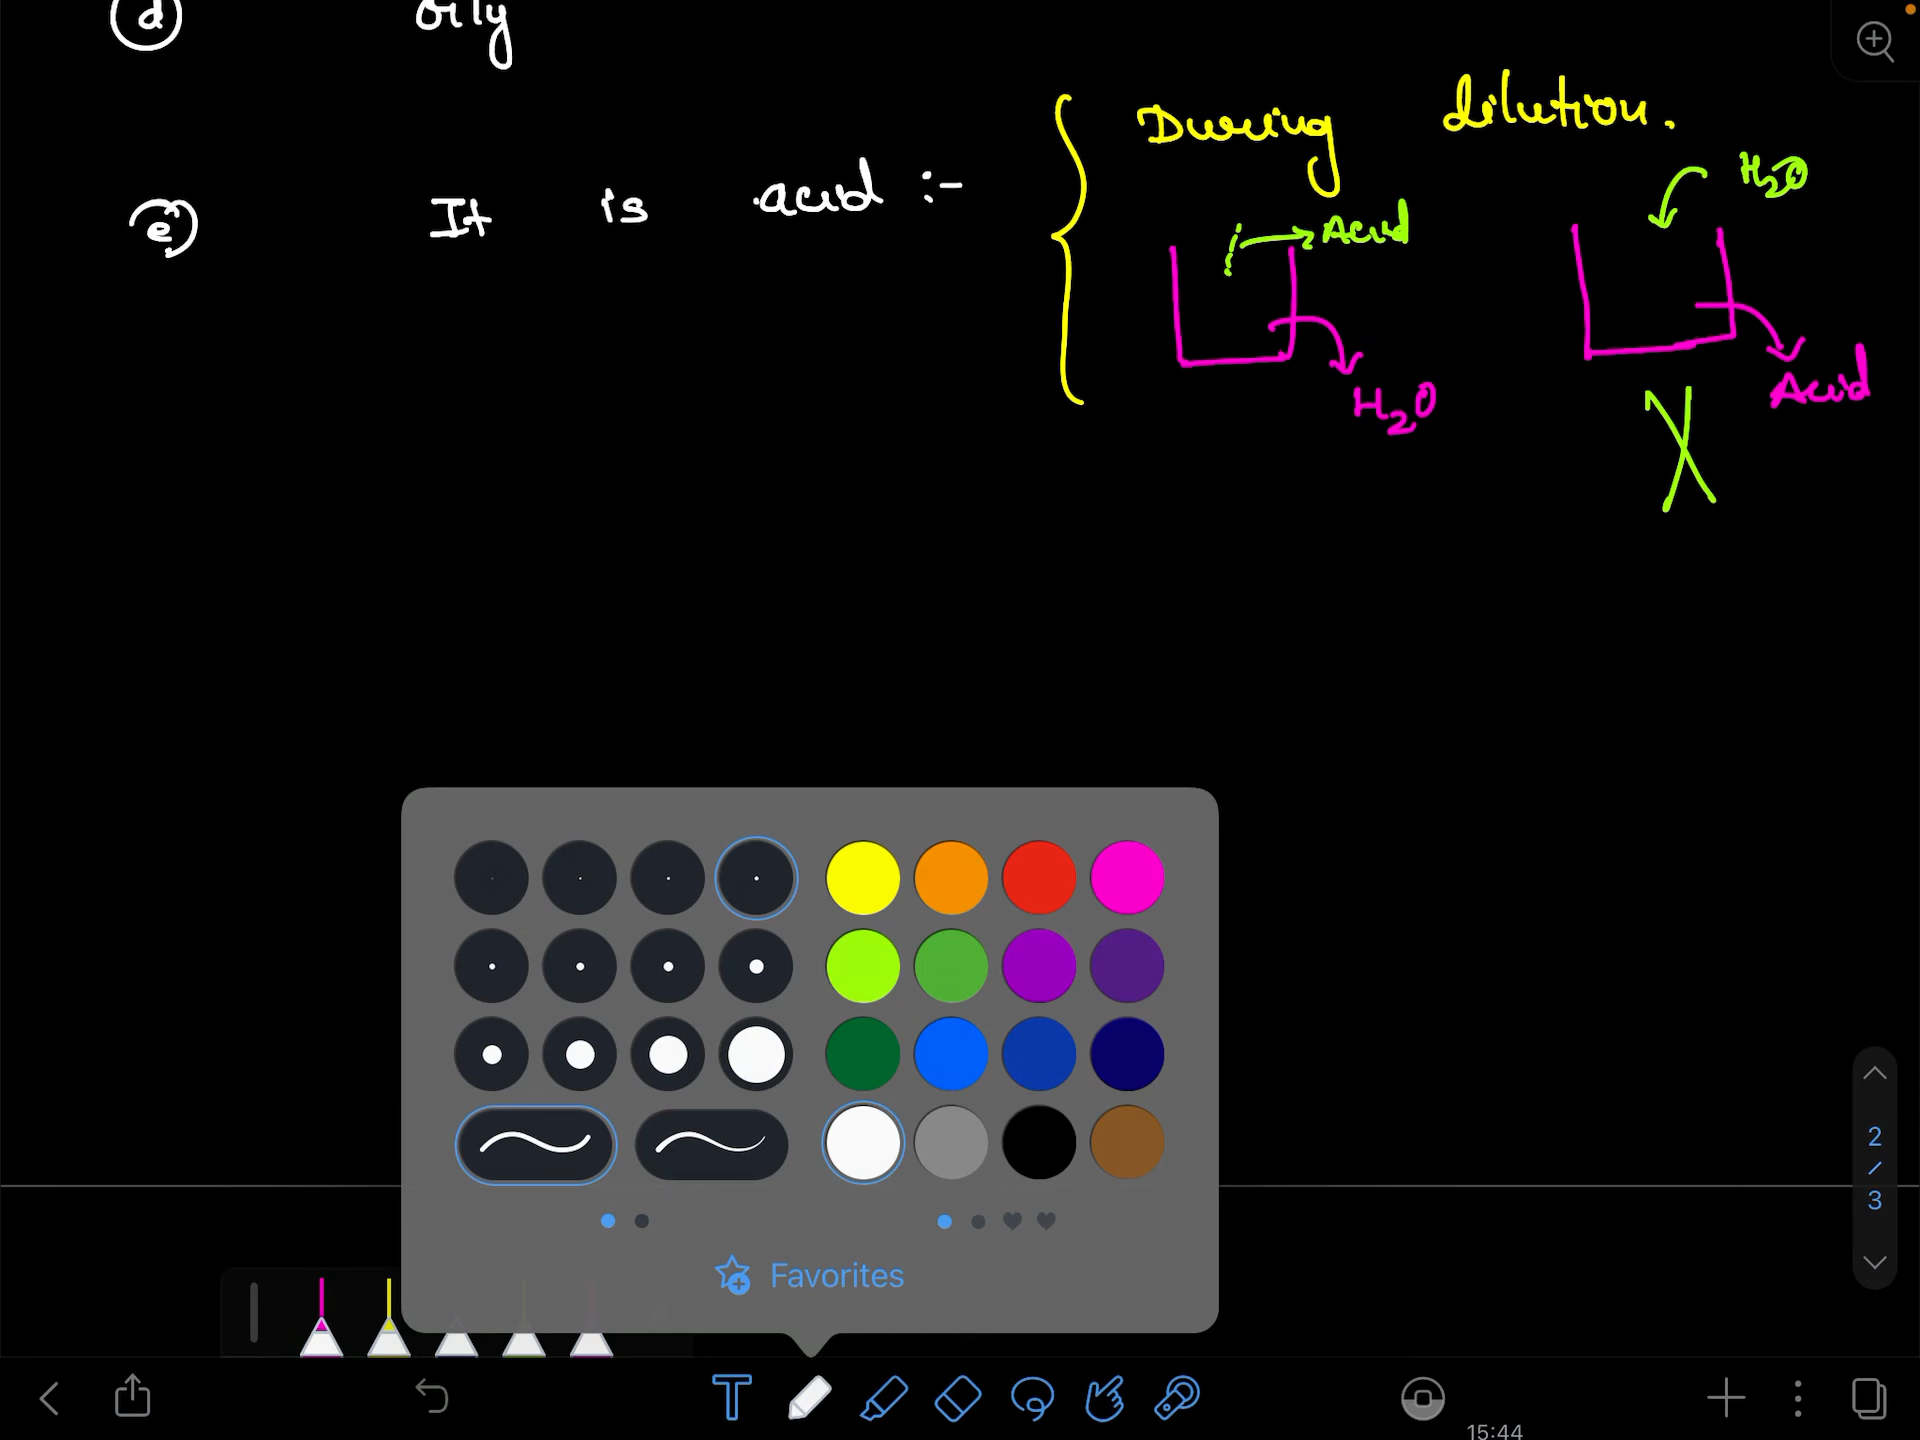 d oily
During dilution.
e It is acid :-
Acid
H2O
H2O
Acid
X
2
/
3
Favorites
T
15:44